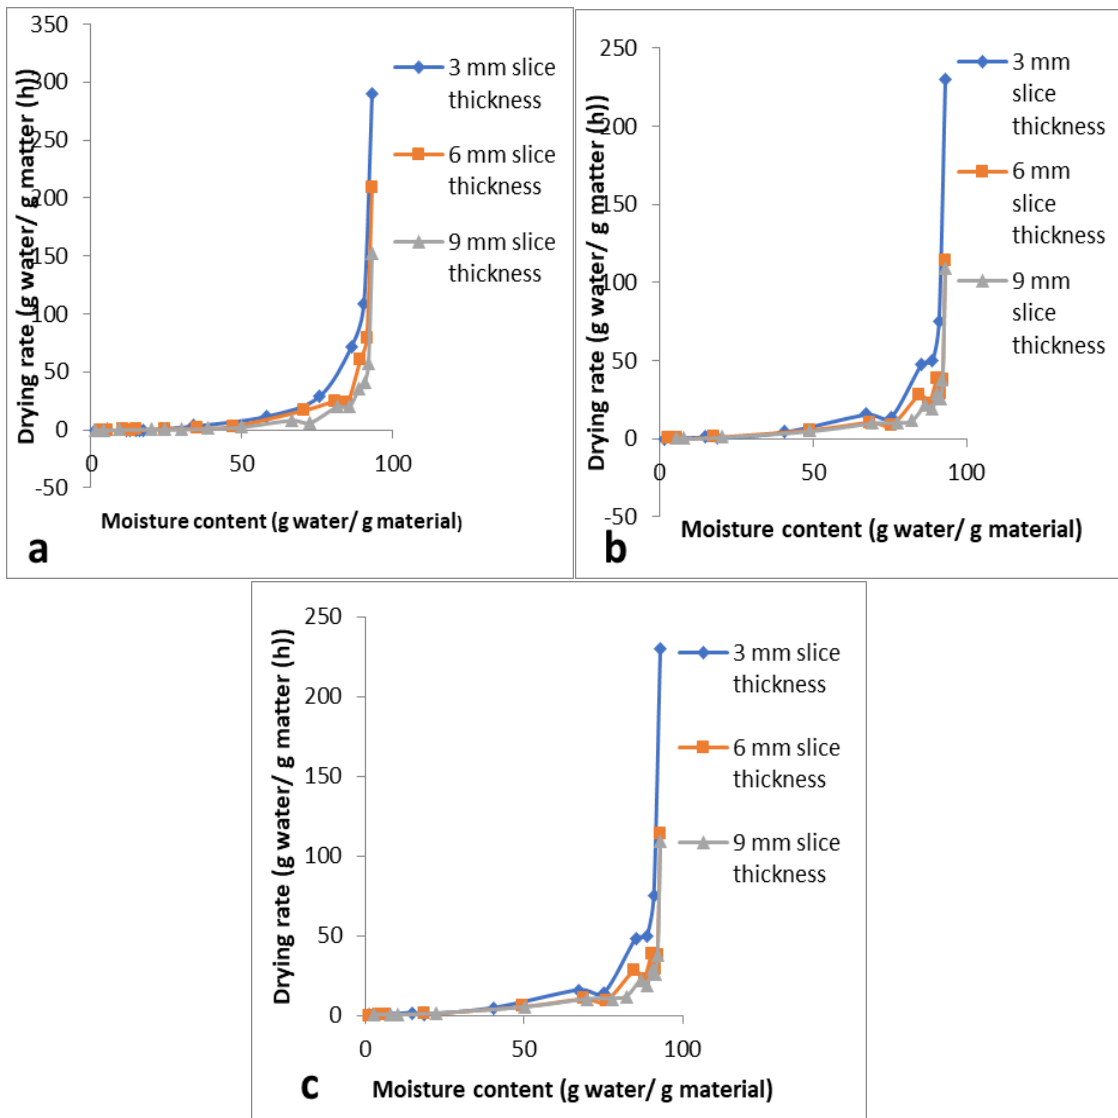 350
300
250
200
150
100
50
0
-50
0
50
100
Drying rate (g water/ g matter (h))
Moisture content (g water/ g material)
3 mm slice
thickness
6 mm slice
thickness
9 mm slice
thickness
a
250
200
150
100
50
0
-50
0
50
100
Drying rate (g water/ g matter (h))
Moisture content (g water/ g material)
3 mm
slice
thickness
6 mm
slice
thickness
9 mm
slice
thickness
b
250
200
150
100
50
0
0
50
100
Drying rate (g water/ g matter (h))
Moisture content (g water/ g material)
3 mm slice
thickness
6 mm slice
thickness
9 mm slice
thickness
c